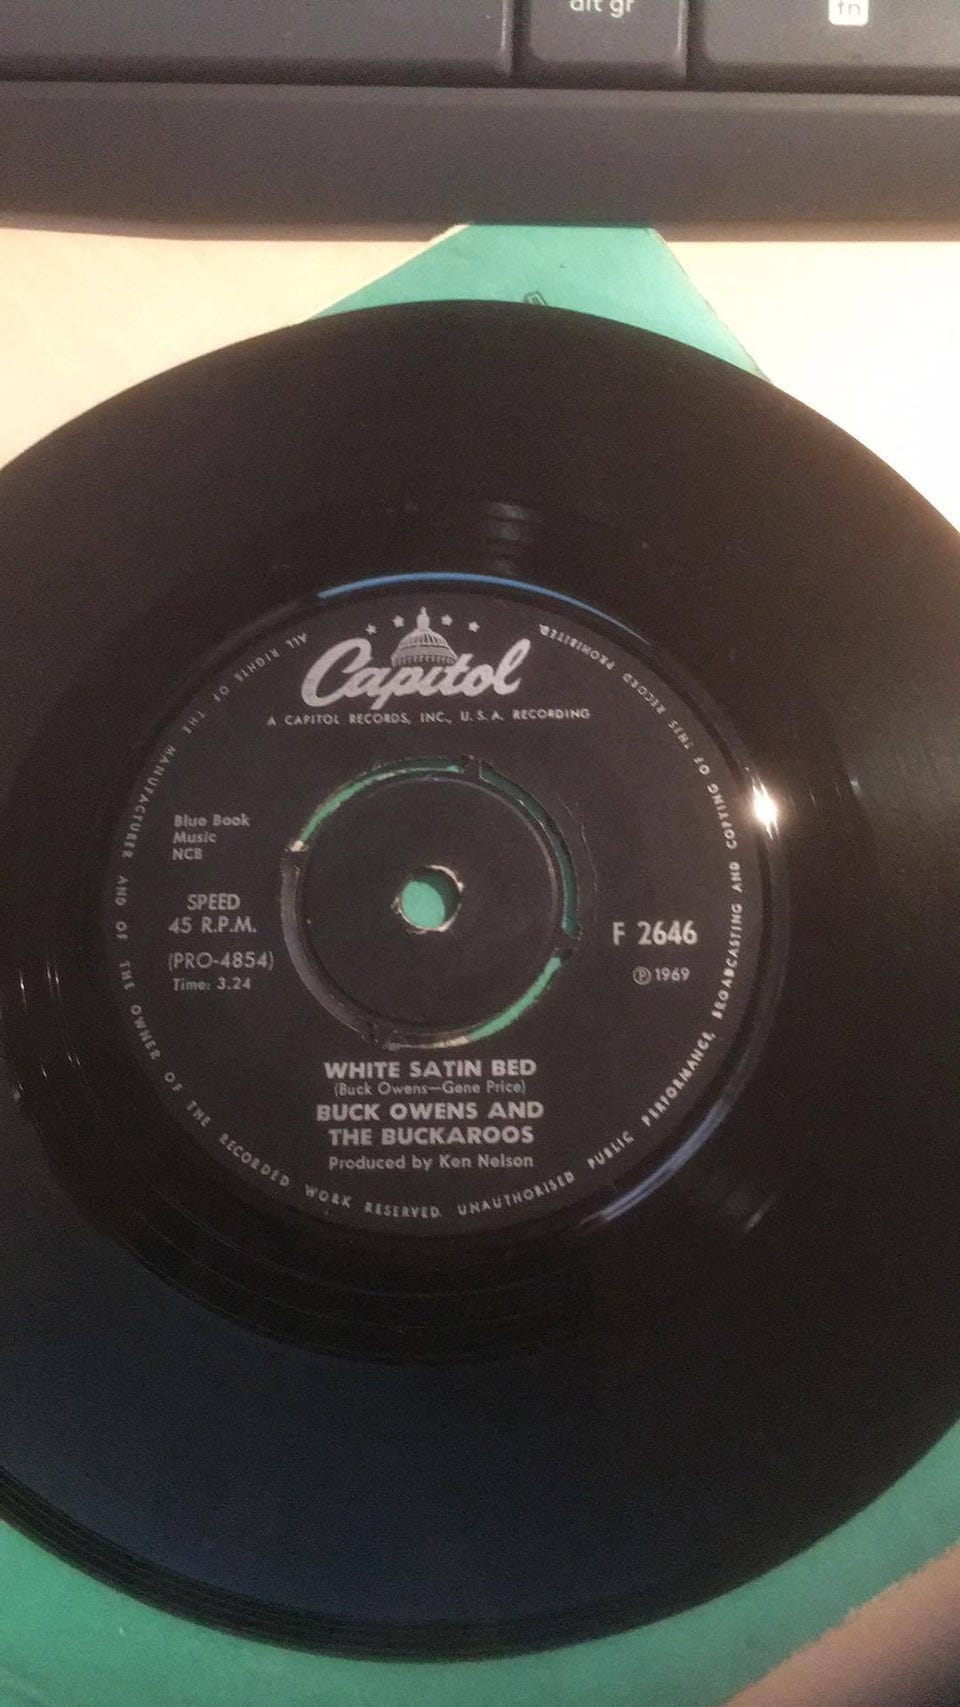 alt gr
fn
Capitol
A CAPITOL RECORDS, INC., U.S.A. RECORDING
Blue Book
Music
NCB
SPEED
45 R.P.M.
(PRO-4854)
Time: 3.24
F 2646
℗ 1969
WHITE SATIN BED
(Buck Owens—Gene Price)
BUCK OWENS AND
THE BUCKAROOS
Produced by Ken Nelson
ALL RIGHTS OF THE MANUFACTURER AND OF THE OWNER OF THE RECORDED WORK RESERVED. UNAUTHORISED PUBLIC PERFORMANCE, BROADCASTING AND COPYING OF THIS RECORD PROHIBITED.